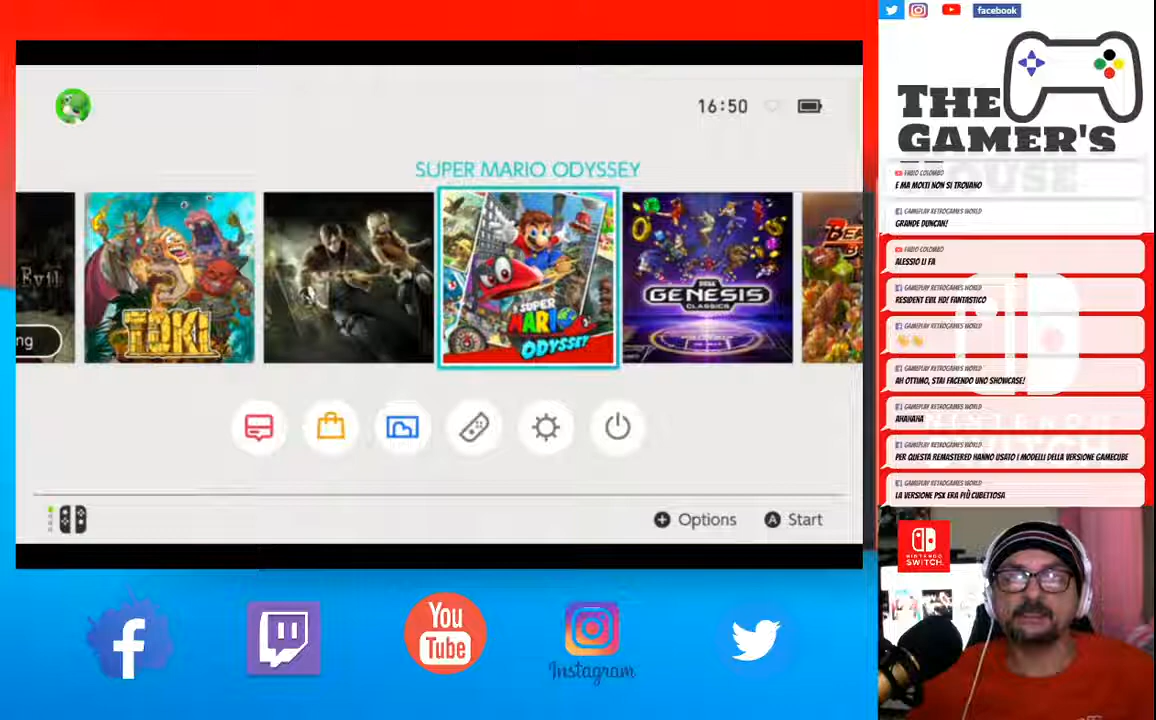 facebook
THE
GAMER'S
HOUSE
16:50
SUPER MARIO ODYSSEY
Evil
ng
TOKI
SUPER
MARIO
ODYSSEY
SEGA
GENESIS
CLASSICS
FABIO COLOMBO
E MA MOLTI NON SI TROVANO
GAMEPLAY RETROGAMES WORLD
GRANDE DUNCAN!
FABIO COLOMBO
ALESSIO LI FA
GAMEPLAY RETROGAMES WORLD
RESIDENT EVIL HD! FANTASTICO
GAMEPLAY RETROGAMES WORLD
GAMEPLAY RETROGAMES WORLD
AH OTTIMO, STAI FACENDO UNO SHOWCASE!
GAMEPLAY RETROGAMES WORLD
AHAHAHA
GAMEPLAY RETROGAMES WORLD
PER QUESTA REMASTERED HANNO USATO I MODELLI DELLA VERSIONE GAMECUBE
GAMEPLAY RETROGAMES WORLD
LA VERSIONE PSX ERA PIÙ CUBETTOSA
Options
A Start
NINTENDO
SWITCH
You
Tube
Instagram